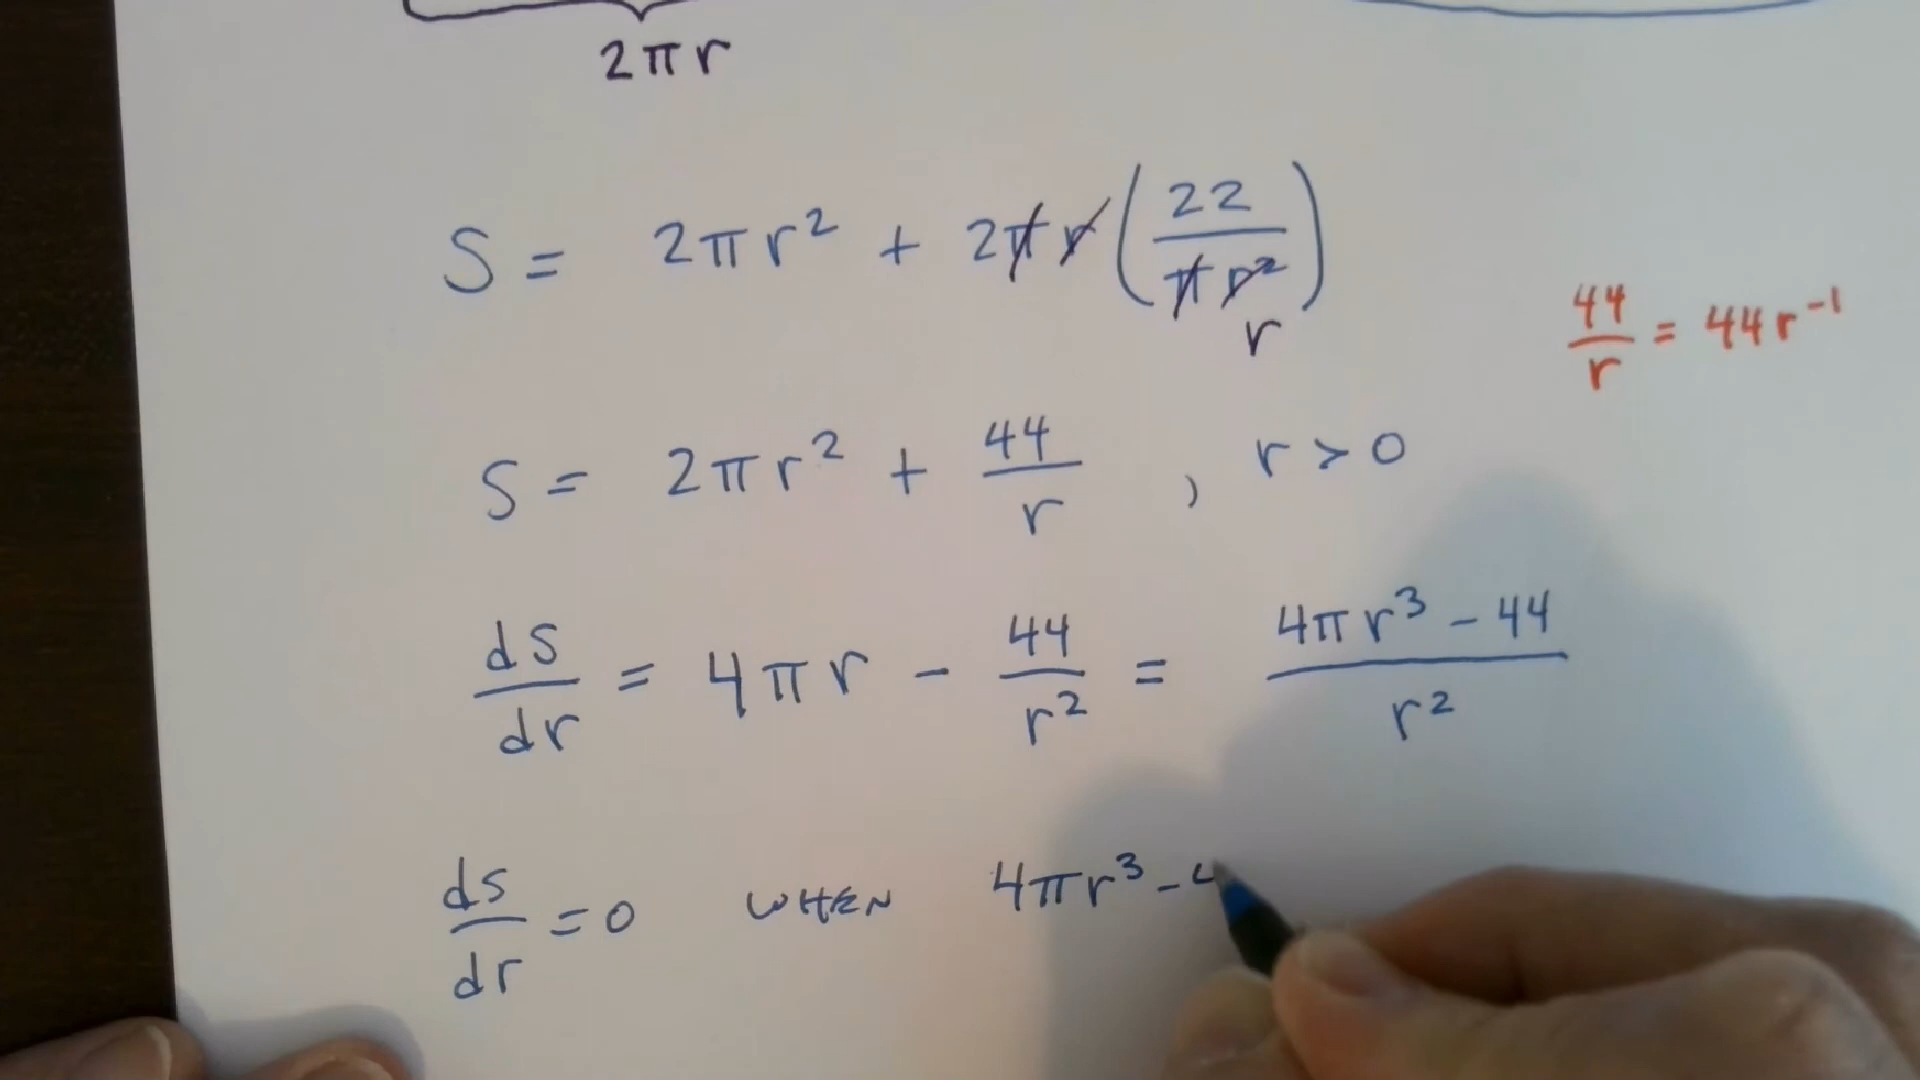 2πr
S = 2πr² + 2πr(22/πr²)
r
44/r = 44r⁻¹
S = 2πr² + 44/r , r > 0
dS/dr = 4πr - 44/r² = 4πr³ - 44/r²
ds/dr = 0 WHEN 4πr³ - 4